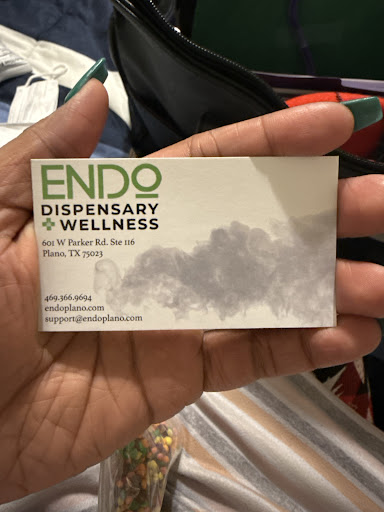 ENDO
DISPENSARY
+ WELLNESS
601 W Parker Rd. Ste 116
Plano, TX 75023
469.366.9694
endoplano.com
support@endoplano.com